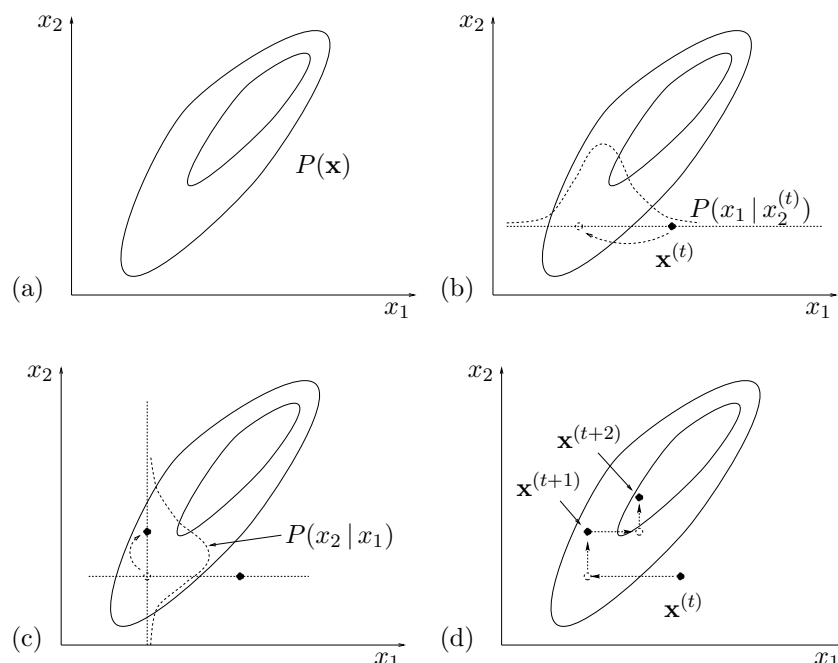 x₂
P(x)
(a)
x₁
x₂
P(x₁ | x₂⁽ᵗ⁾)
x⁽ᵗ⁾
(b)
x₁
x₂
P(x₂ | x₁)
(c)
x₁
x₂
x⁽ᵗ⁺²⁾
x⁽ᵗ⁺¹⁾
x⁽ᵗ⁾
(d)
x₁